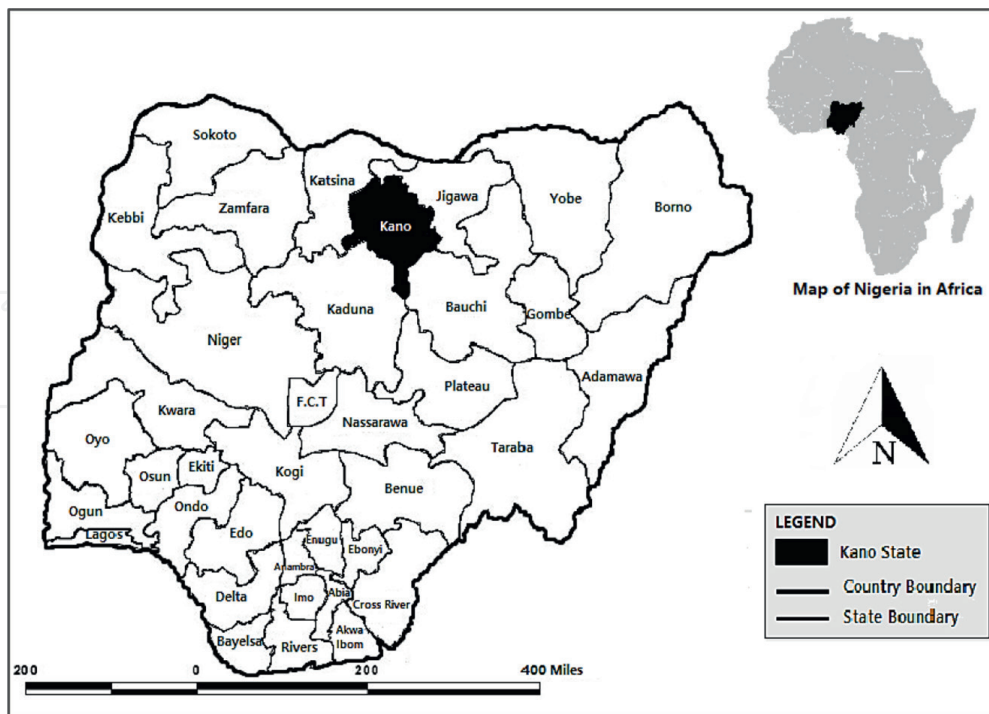 Sokoto
Katsina
Kebbi
Zamfara
Kano
Jigawa
Yobe
Borno
Map of Nigeria in Africa
Niger
Kaduna
Bauchi
Gombe
Adamawa
Kwara
F.C.T
Plateau
Nassarawa
Taraba
Oyo
Osun
Ekiti
Kogi
Benue
N
Ogun
Lagos
Ondo
Edo
Enugu
Ebonyi
Anambra
Delta
Imo
Abia
Cross River
Bayelsa
Rivers
Akwa
Ibom
LEGEND
Kano State
Country Boundary
State Boundary
200 0 200 400 Miles